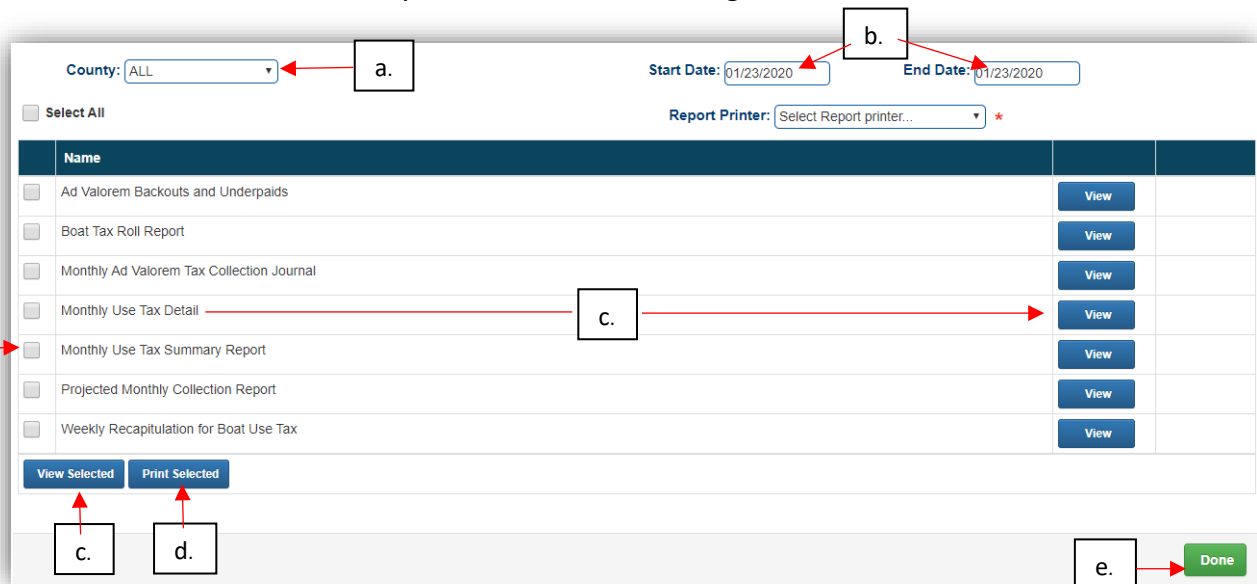 b.
County: ALL
a.
Start Date: 01/23/2020
End Date: 01/23/2020
Select All
Report Printer: Select Report printer... *
Name
Ad Valorem Backouts and Underpaids
View
Boat Tax Roll Report
View
Monthly Ad Valorem Tax Collection Journal
View
Monthly Use Tax Detail
c.
View
Monthly Use Tax Summary Report
View
Projected Monthly Collection Report
View
Weekly Recapitulation for Boat Use Tax
View
View Selected
Print Selected
c.
d.
e.
Done